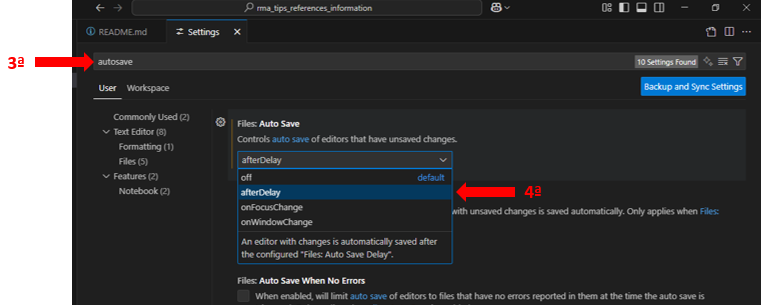 rma_tips_references_information
README.md
Settings
3ª
autosave
10 Settings Found
User
Workspace
Backup and Sync Settings
Commonly Used (2)
Text Editor (8)
Formatting (1)
Files (5)
Features (2)
Notebook (2)
Files: Auto Save
Controls auto save of editors that have unsaved changes.
afterDelay
off default
afterDelay
4ª
onFocusChange
with unsaved changes is saved automatically. Only applies when Files:
onWindowChange
An editor with changes is automatically saved after
the configured "Files: Auto Save Delay".
Files: Auto Save When No Errors
When enabled, will limit auto save of editors to files that have no errors reported in them at the time the auto save is